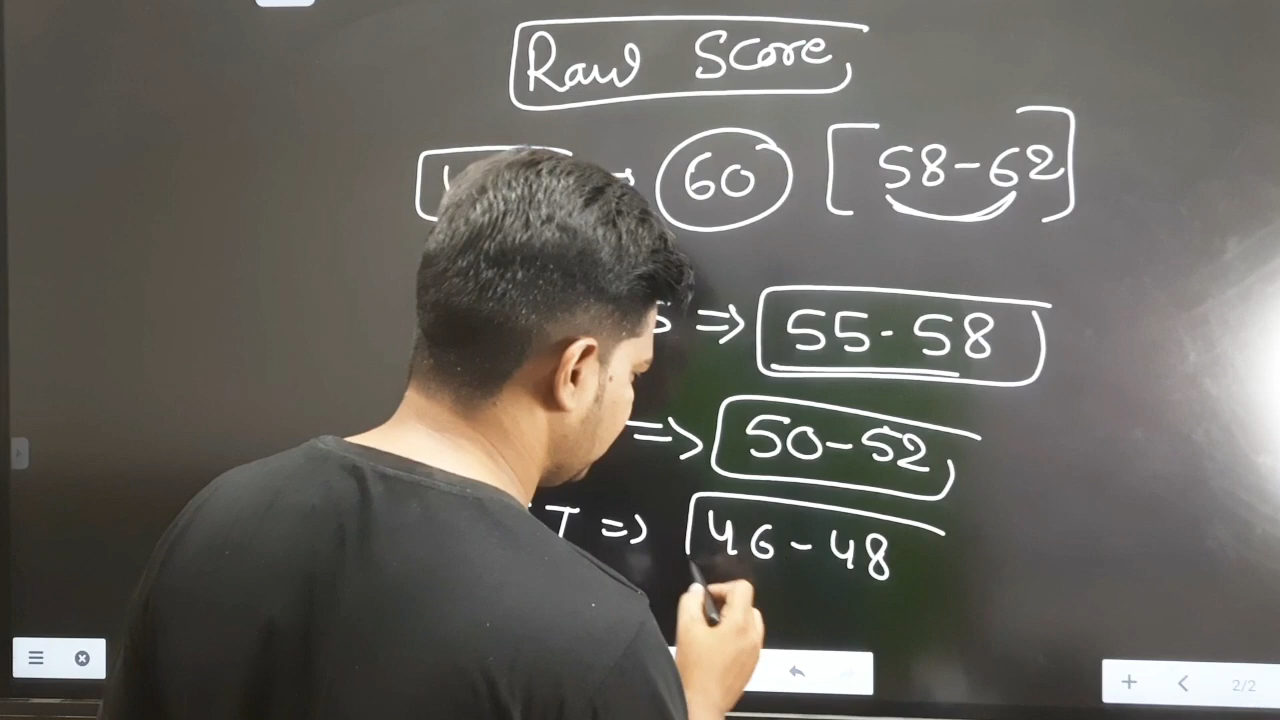 Raw Score
60 [58-62]
S => 55-58
=> 50-52
T => 46-48
2/2